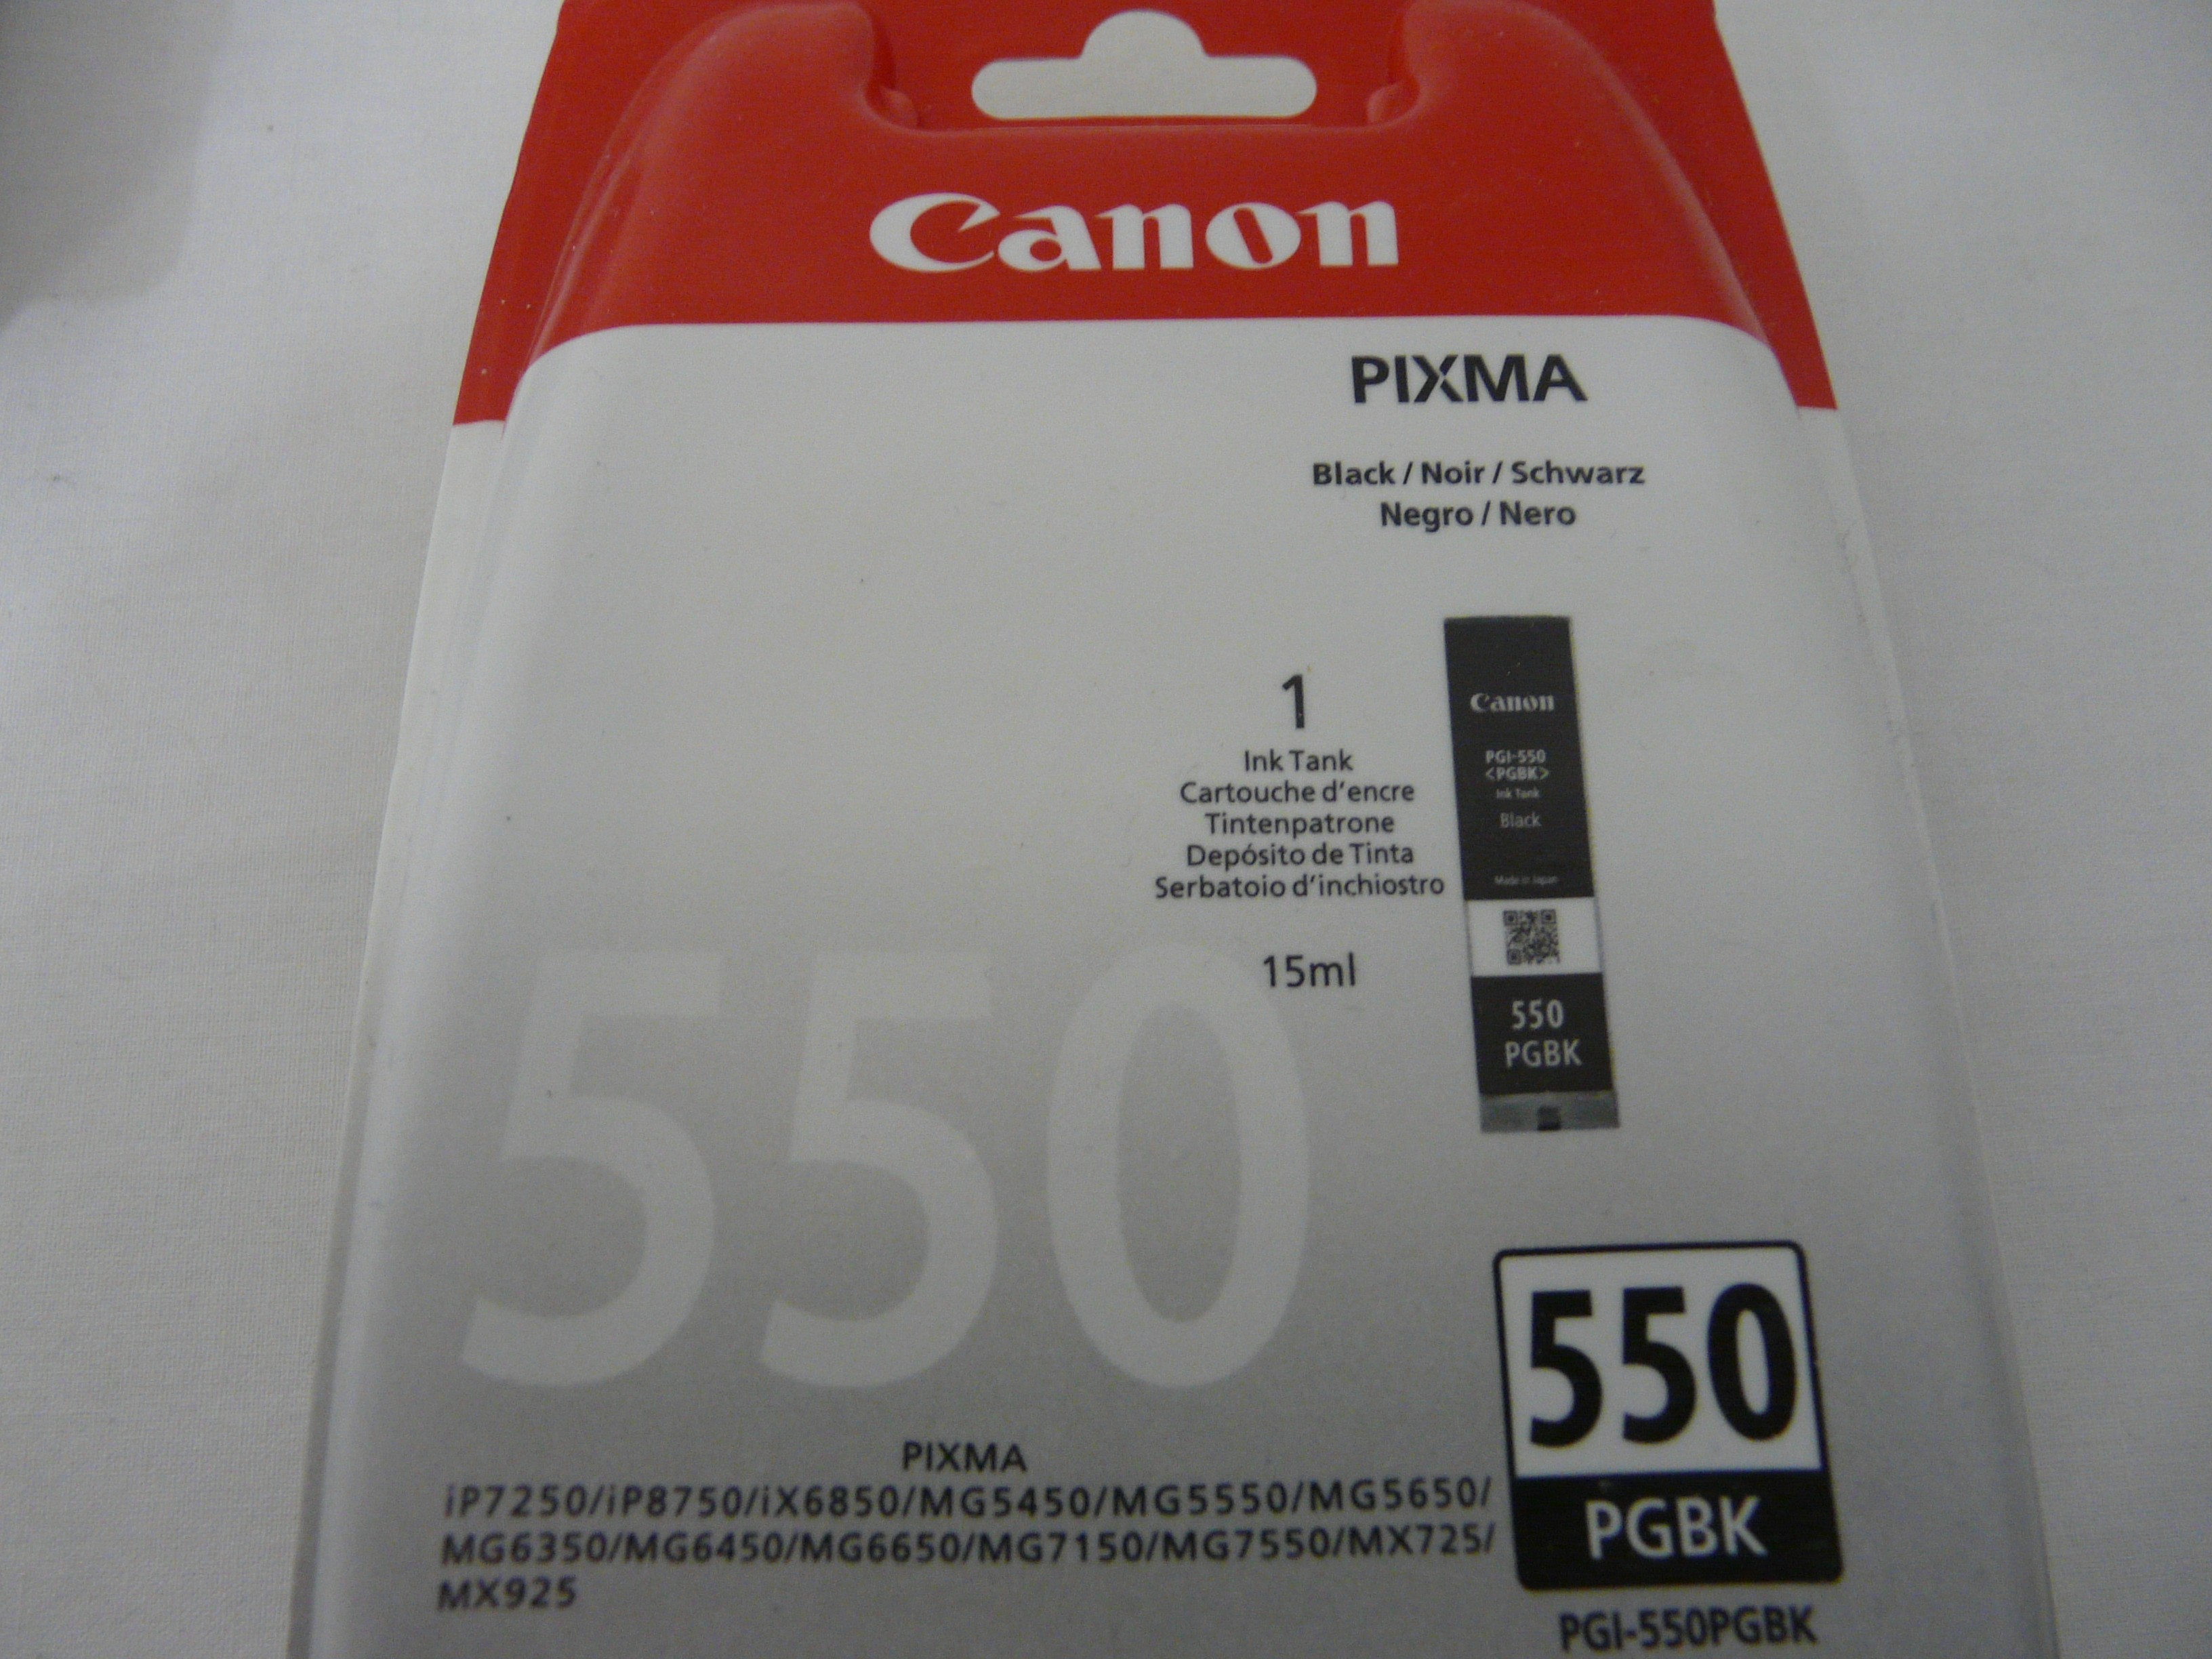 Canon
PIXMA
Black / Noir / Schwarz
Negro / Nero
1
Ink Tank
Cartouche d'encre
Tintenpatrone
Depósito de Tinta
Serbatoio d'inchiostro
15ml
Canon
PGI-550
<PGBK>
Ink Tank
Black
Made in Japan
550
PGBK
550
550
PGBK
PGI-550PGBK
PIXMA
iP7250/iP8750/iX6850/MG5450/MG5550/MG5650/
MG6350/MG6450/MG6650/MG7150/MG7550/MX725/
MX925